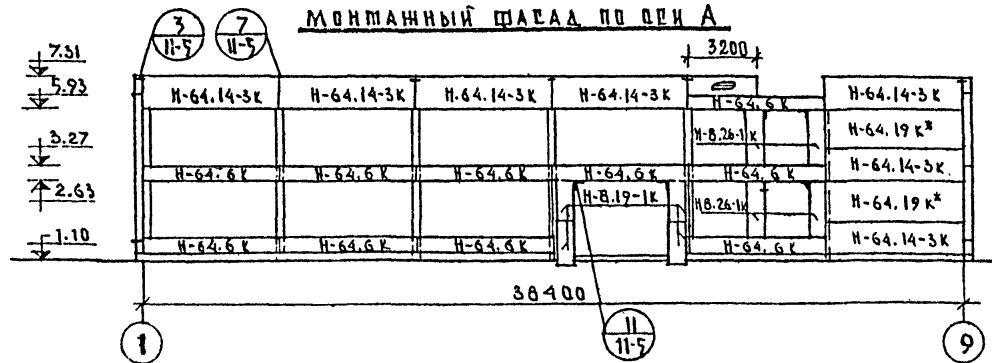 МОНТАЖНЫЙ ФАСАД ПО ОСИ А
3
11-5
7
11-5
3200
7.31
5.93
3.27
2.63
1.10
Н-64.14-3К Н-64.14-3К Н-64.14-3К Н-64.14-3К Н-64.6К Н-64.14-3К
Н-8.26-1К Н-64.19К*
Н-64.6К Н-64.6К Н-64.6К Н-64.6К Н-64.6К Н-64.14-3К
Н-8.19-1К Н-8.26-1К Н-64.19К*
Н-64.6К Н-64.6К Н-64.6К Н-64.6К Н-64.14-3К
38400
1
11
11-5
9